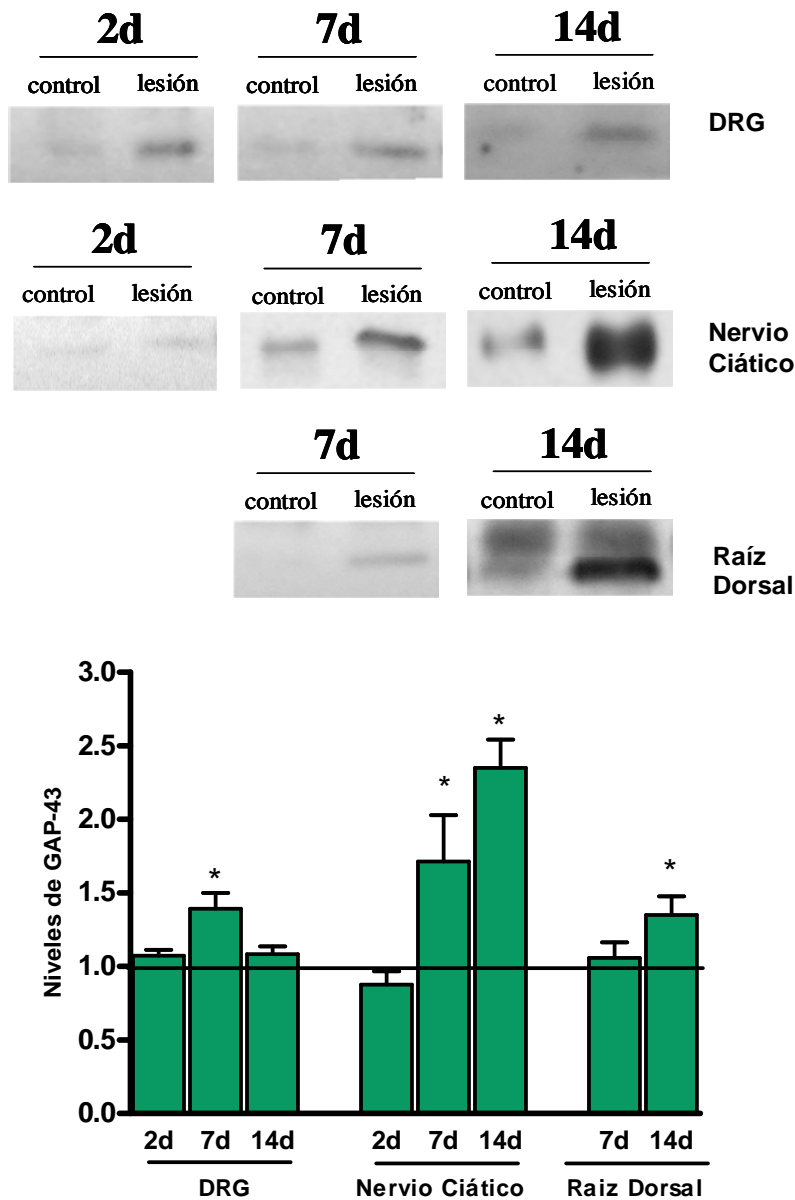 2d 7d 14d
control lesión control lesión control lesión
DRG
2d 7d 14d
control lesión control lesión control lesión
Nervio
Ciático
7d 14d
control lesión control lesión
Raíz
Dorsal
Niveles de GAP-43
3.0
2.5
2.0
1.5
1.0
0.5
0.0
* * * *
2d 7d 14d 2d 7d 14d 7d 14d
DRG Nervio Ciático Raiz Dorsal